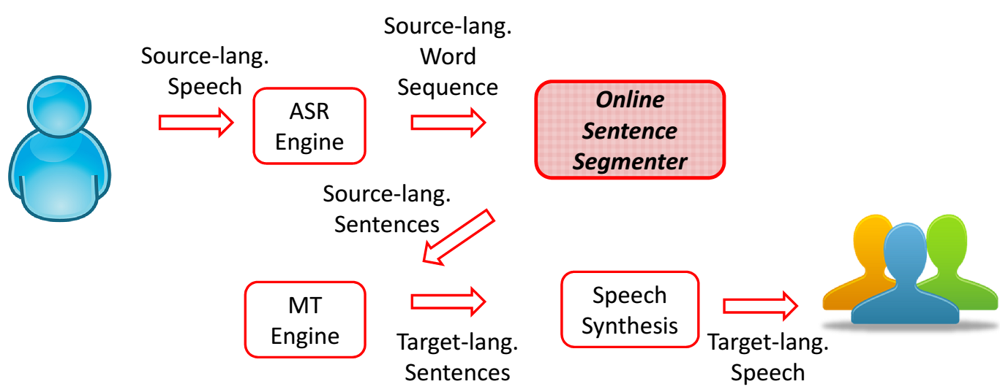 Source-lang.
Speech
ASR
Engine
Source-lang.
Word
Sequence
Online
Sentence
Segmenter
Source-lang.
Sentences
MT
Engine
Target-lang.
Sentences
Speech
Synthesis
Target-lang.
Speech